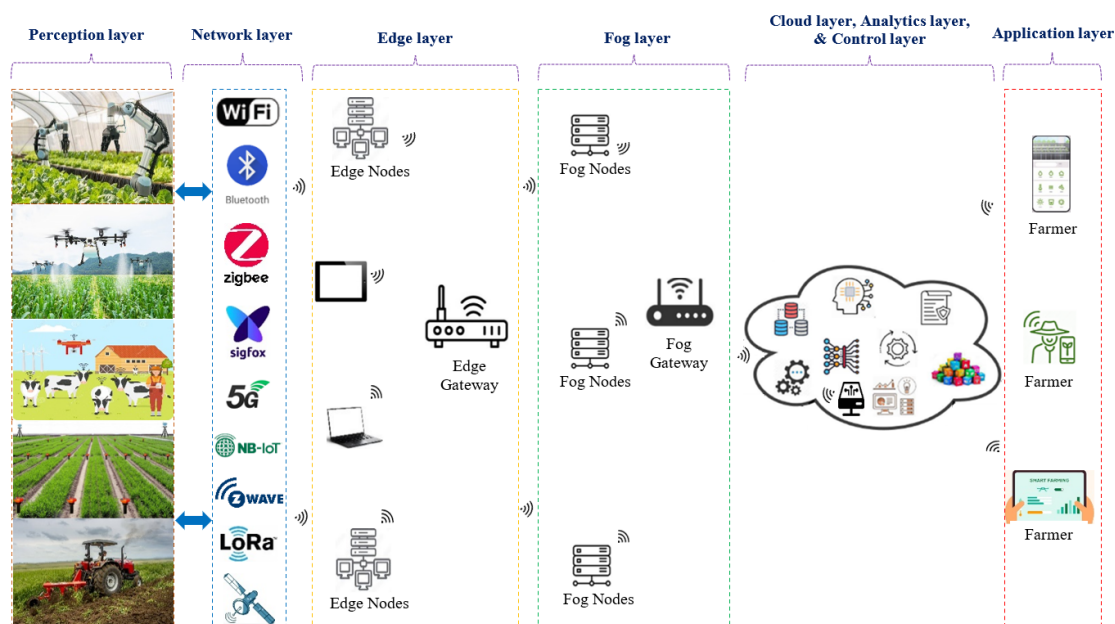 Perception layer
Network layer
Edge layer
Fog layer
Cloud layer, Analytics layer,
& Control layer
Application layer
WiFi
Bluetooth
zigbee
sigfox
5G
NB-IoT
Z WAVE
LoRa
Edge Nodes
Edge
Gateway
Edge Nodes
Fog Nodes
Fog Nodes
Fog
Gateway
Fog Nodes
Farmer
Farmer
SMART FARMING
Farmer